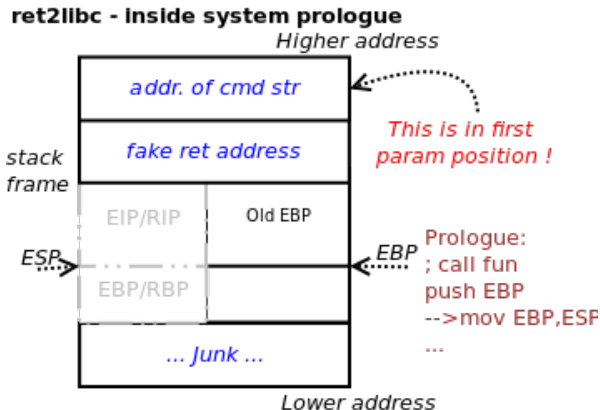 ret2libc - inside system prologue
Higher address
addr. of cmd str
This is in first
param position !
fake ret address
stack
frame
EIP/RIP
Old EBP
ESP
EBP
EBP/RBP
Prologue:
; call fun
push EBP
-->mov EBP,ESP
...
... Junk ...
Lower address